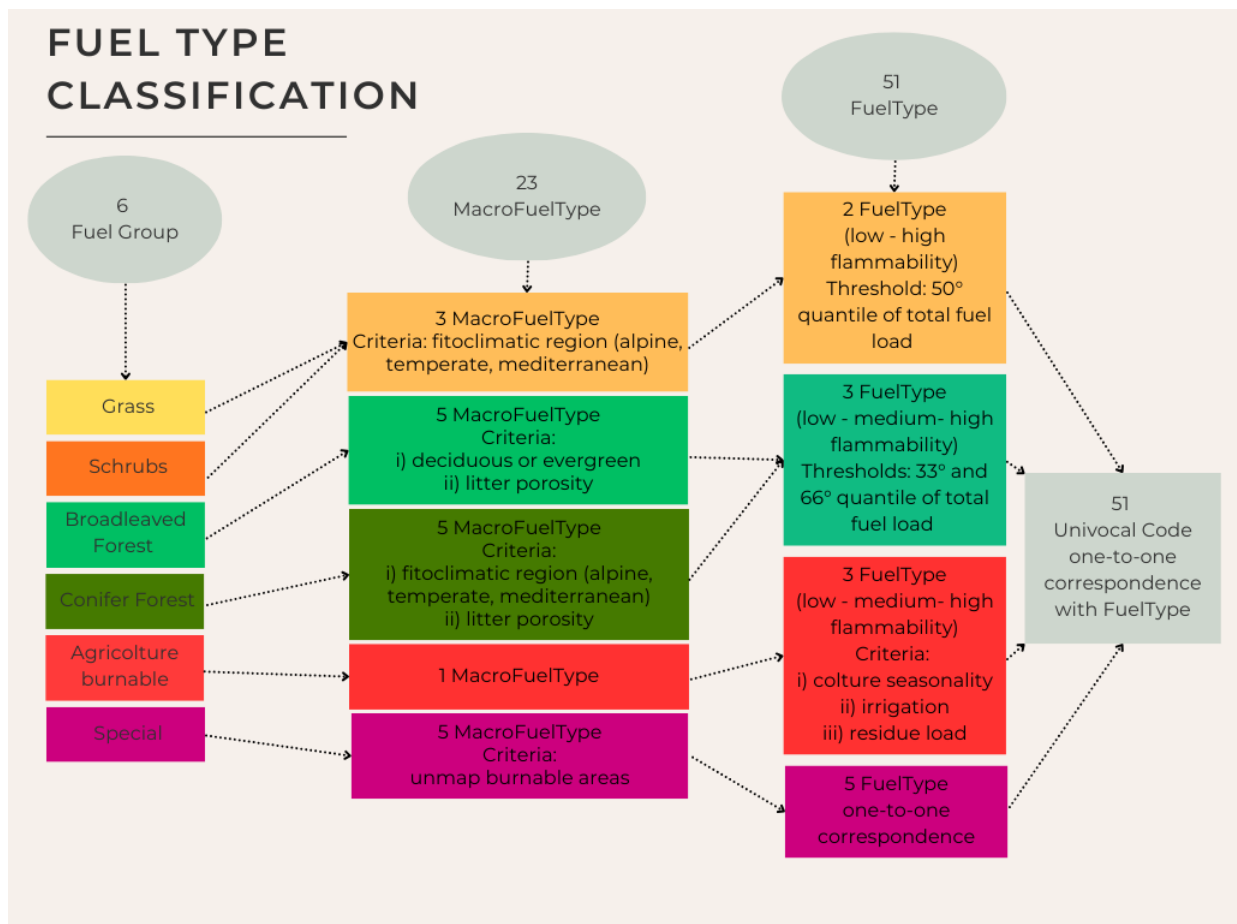 FUEL TYPE
CLASSIFICATION
6
Fuel Group
Grass
Schrubs
Broadleaved
Forest
Conifer Forest
Agricolture
burnable
Special
23
MacroFuelType
3 MacroFuelType
Criteria: fitoclimatic region (alpine,
temperate, mediterranean)
5 MacroFuelType
Criteria:
i) deciduous or evergreen
ii) litter porosity
5 MacroFuelType
Criteria:
i) fitoclimatic region (alpine,
temperate, mediterranean)
ii) litter porosity
1 MacroFuelType
5 MacroFuelType
Criteria:
unmap burnable areas
51
FuelType
2 FuelType
(low - high
flammability)
Threshold: 50°
quantile of total fuel
load
3 FuelType
(low - medium- high
flammability)
Thresholds: 33° and
66° quantile of total
fuel load
3 FuelType
(low - medium- high
flammability)
Criteria:
i) colture seasonality
ii) irrigation
iii) residue load
5 FuelType
one-to-one
correspondence
51
Univocal Code
one-to-one
correspondence
with FuelType